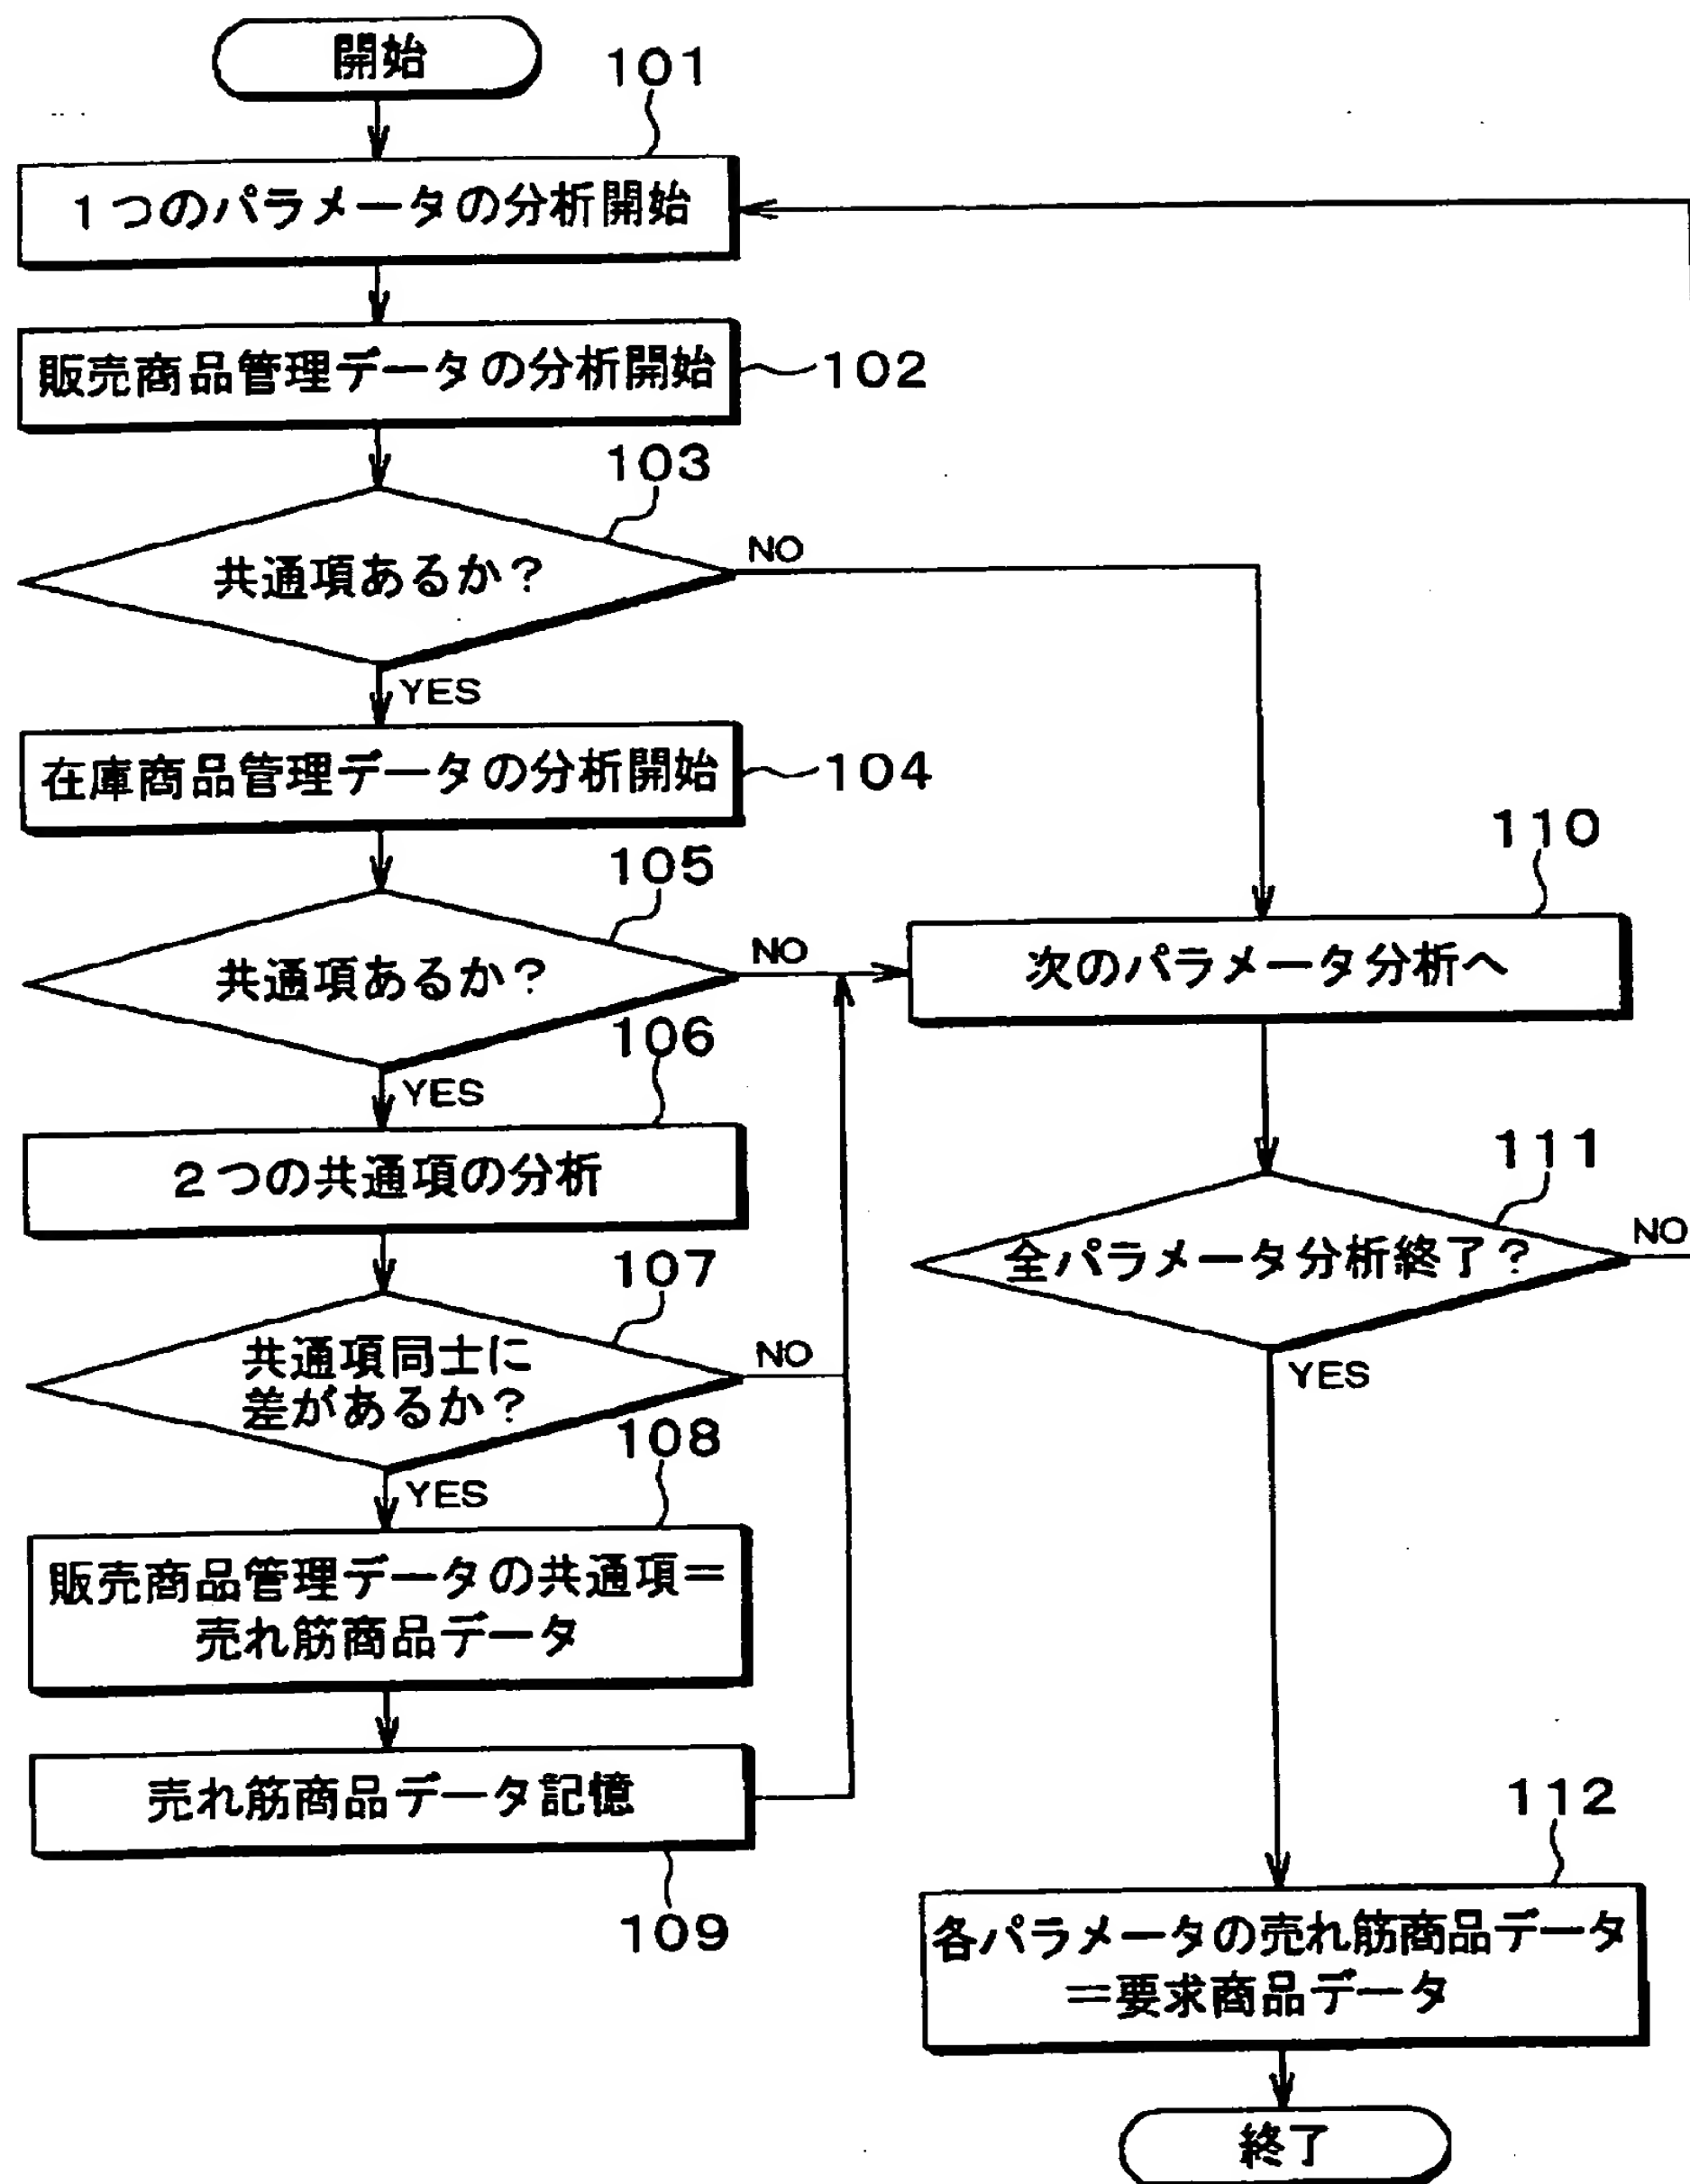 開始
101
1つのパラメータの分析開始
販売商品管理データの分析開始
102
103
共通項あるか?
NO
YES
在庫商品管理データの分析開始
104
105
共通項あるか?
NO
YES
106
2つの共通項の分析
107
共通項同士に
差があるか?
NO
YES
108
販売商品管理データの共通項=
売れ筋商品データ
売れ筋商品データ記憶
109
110
次のパラメータ分析へ
111
全パラメータ分析終了?
NO
YES
112
各パラメータの売れ筋商品データ
=要求商品データ
終了